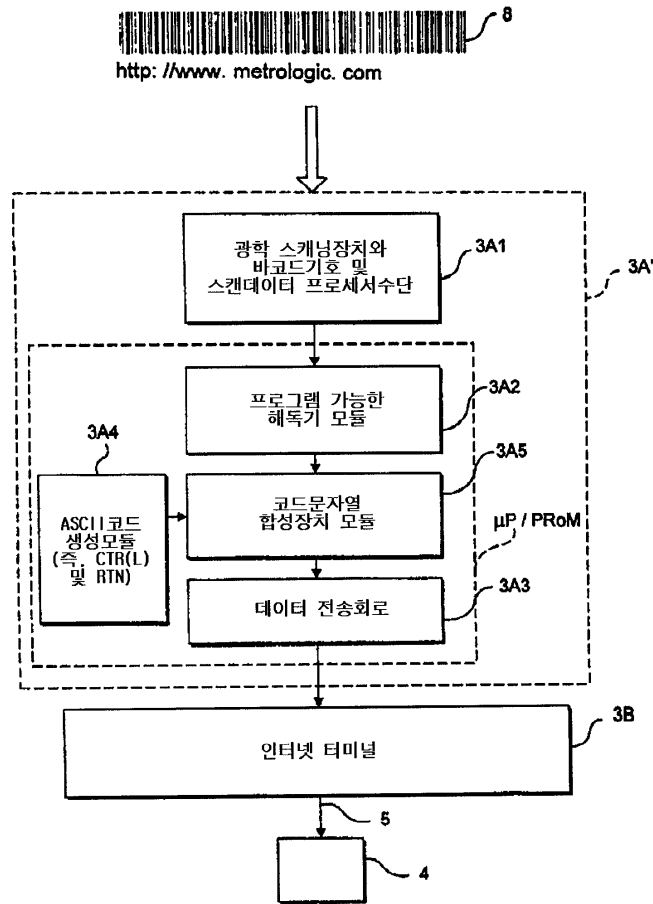 8
http: //www. metrologic. com
광학 스캐닝장치와
바코드기호 및
스캔데이터 프로세서수단
3A1
3A'
프로그램 가능한
해독기 모듈
3A2
3A4
ASCII코드
생성모듈
(즉, CTR(L)
및 RTN)
코드문자열
합성장치 모듈
3A5
μP / PRoM
데이터 전송회로
3A3
인터넷 터미널
3B
5
4